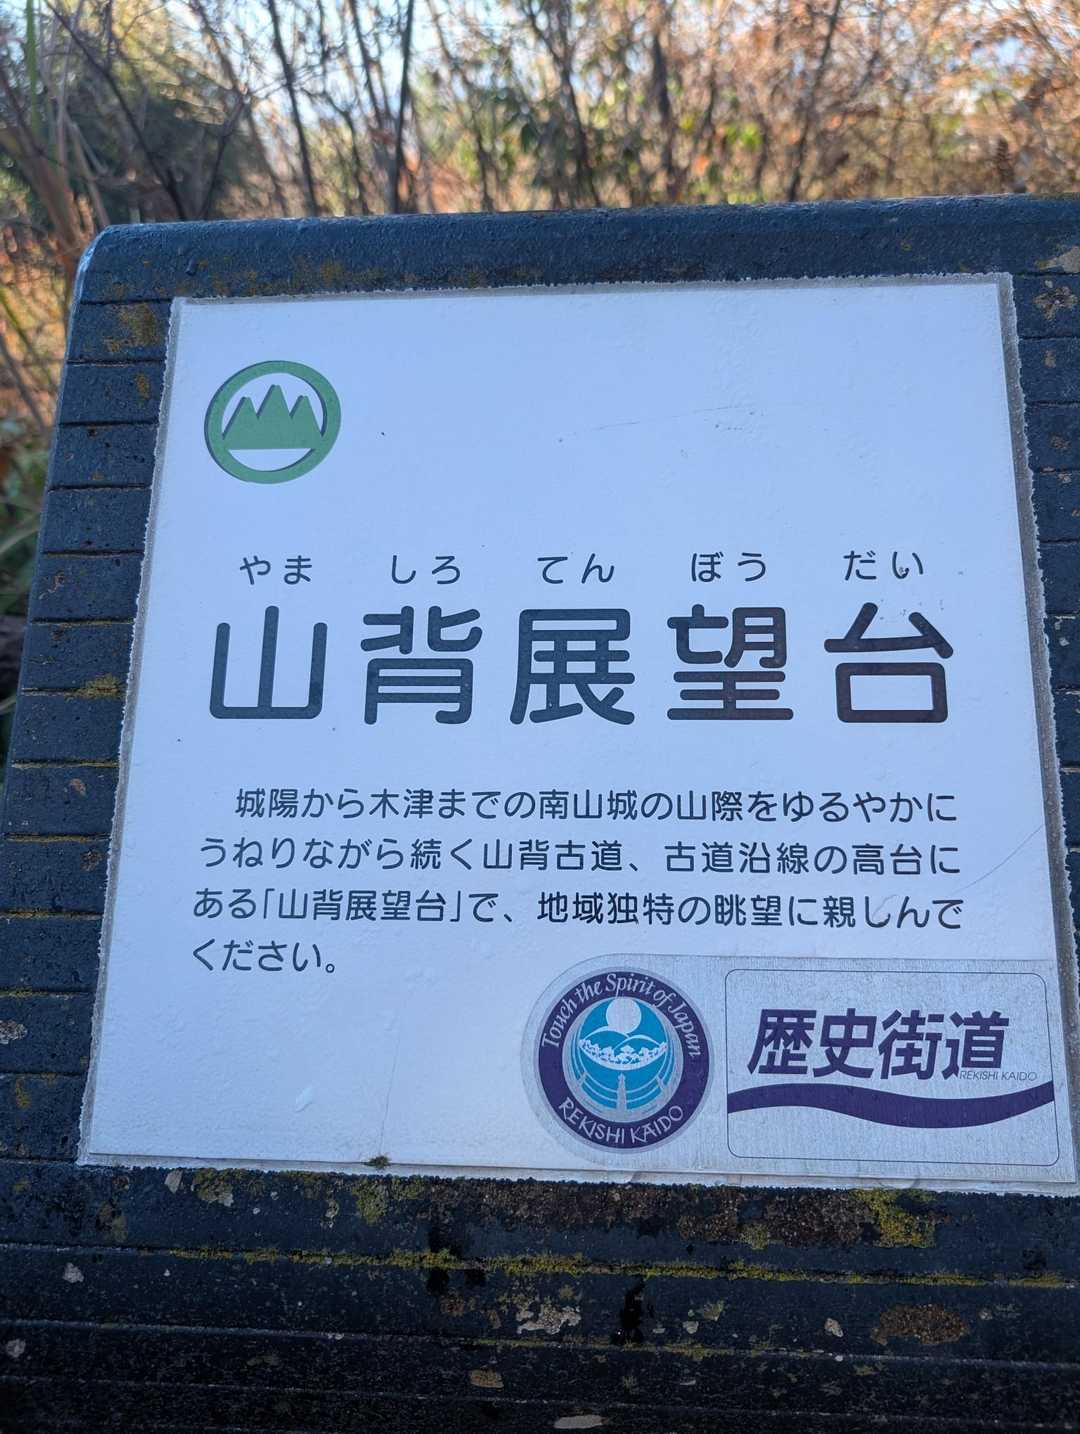 やま しろ てん ぼう だい
山背展望台
城陽から木津までの南山城の山際をゆるやかに
うねりながら続く山背古道、古道沿線の高台に
ある「山背展望台」で、地域独特の眺望に親しんで
ください。
Touch the Spirit of Japan
REKISHI KAIDO
歴史街道
REKISHI KAIDO